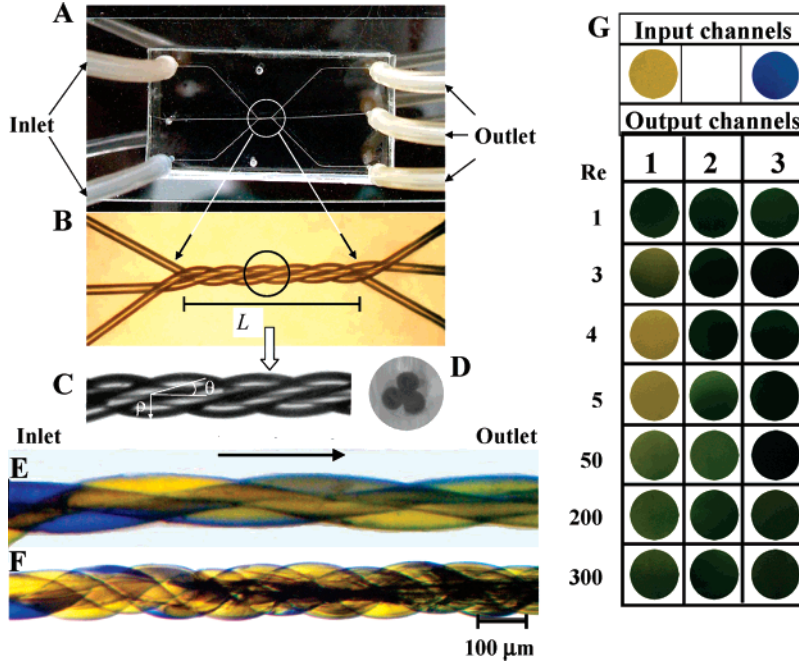 A
Inlet
Outlet
B
L
C
θ
ρ
D
Inlet
Outlet
E
F
100 μm
G
Input channels
Output channels
Re
1 2 3
1
3
4
5
50
200
300